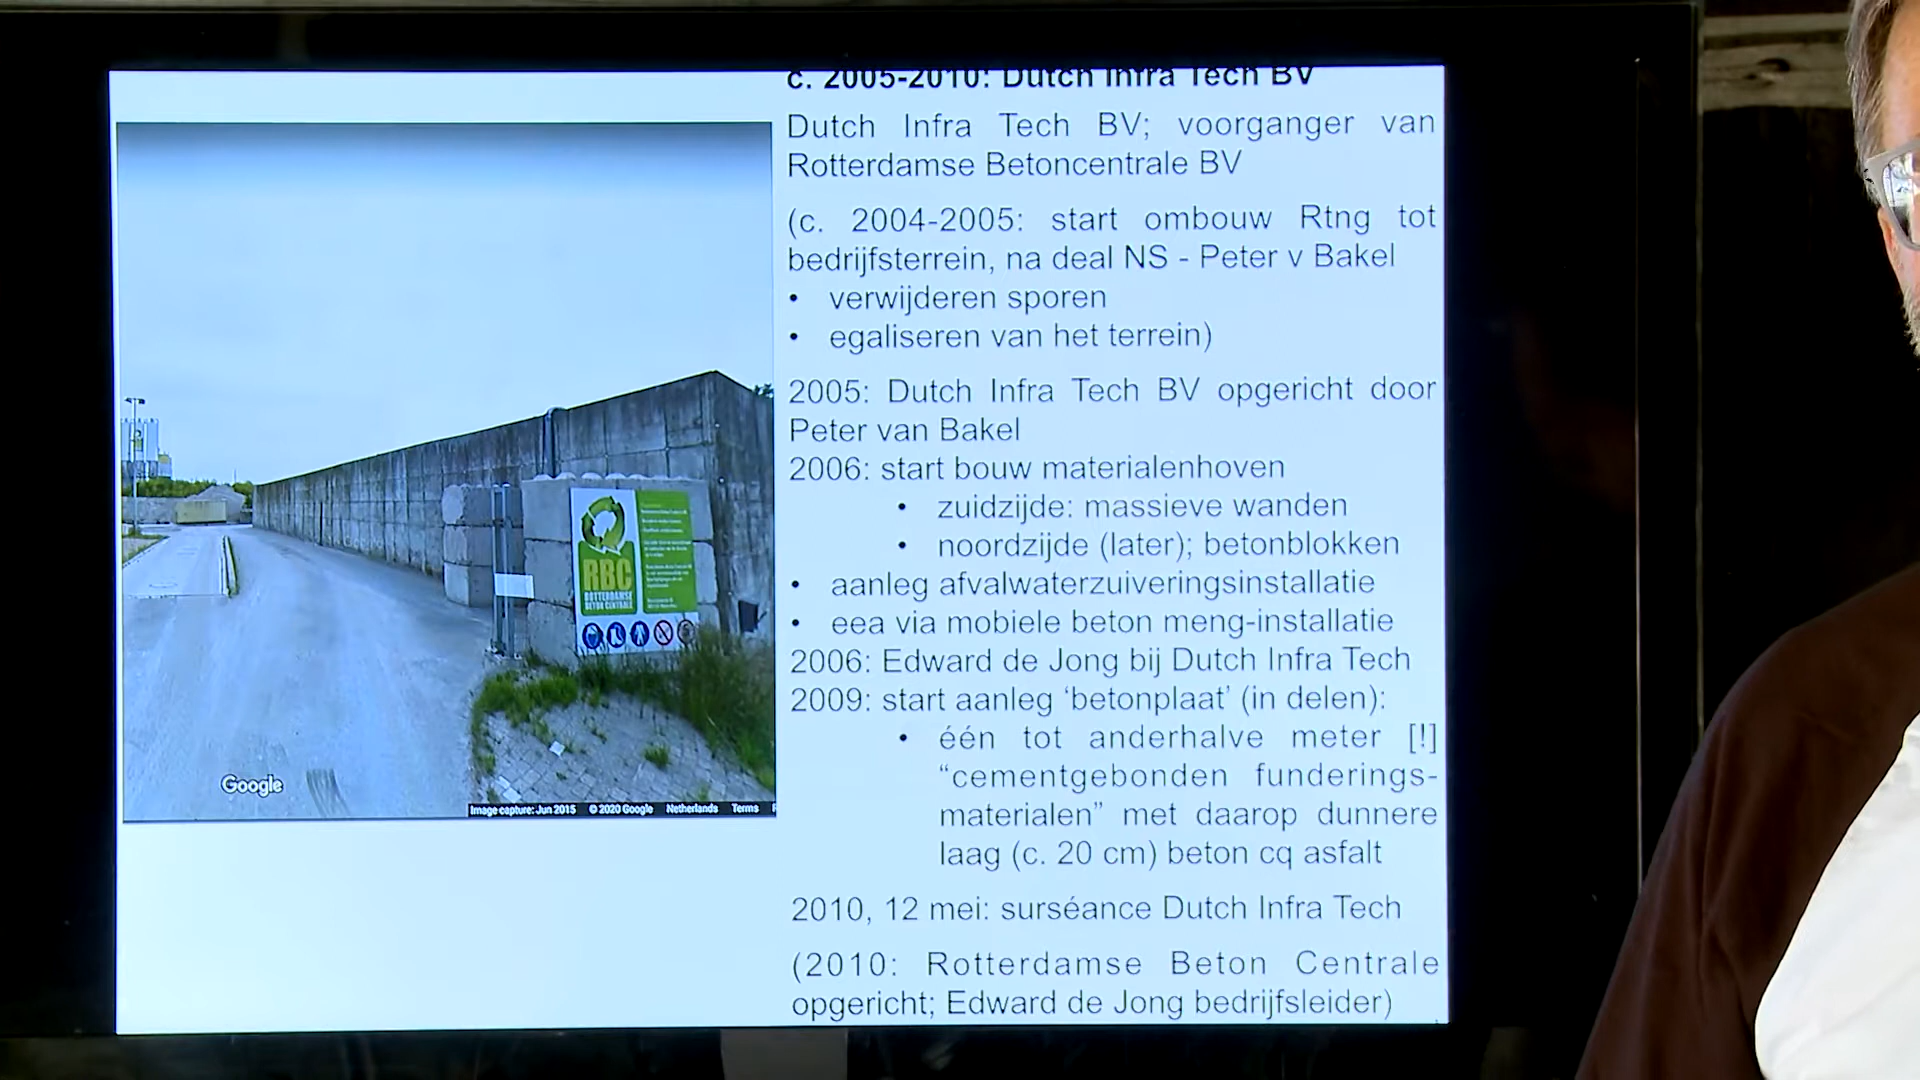 c. 2005-2010: Dutch Infra Tech BV
Dutch Infra Tech BV; voorganger van
Rotterdamse Betoncentrale BV
(c. 2004-2005: start ombouw Rtng tot
bedrijfsterrein, na deal NS - Peter v Bakel
• verwijderen sporen
• egaliseren van het terrein)
2005: Dutch Infra Tech BV opgericht door
Peter van Bakel
2006: start bouw materialenhoven
• zuidzijde: massieve wanden
• noordzijde (later); betonblokken
• aanleg afvalwaterzuiveringsinstallatie
• eea via mobiele beton meng-installatie
2006: Edward de Jong bij Dutch Infra Tech
2009: start aanleg ‘betonplaat’ (in delen):
• één tot anderhalve meter [!]
“cementgebonden funderings-
materialen” met daarop dunnere
laag (c. 20 cm) beton cq asfalt
2010, 12 mei: surséance Dutch Infra Tech
(2010: Rotterdamse Beton Centrale
opgericht; Edward de Jong bedrijfsleider)
RBC
ROTTERDAMSE
BETON CENTRALE
Google
Image capture: Jun 2015 © 2020 Google Netherlands Terms